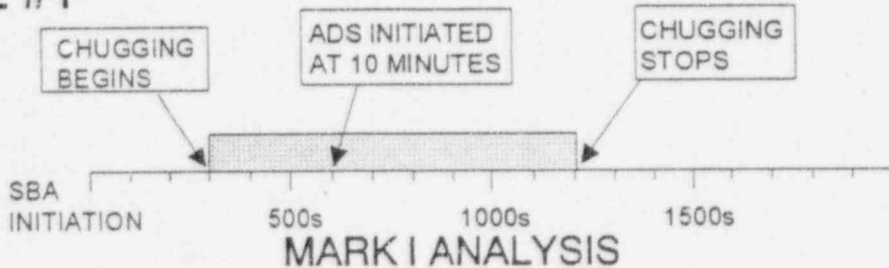 CHUGGING
BEGINS
ADS INITIATED
AT 10 MINUTES
CHUGGING
STOPS
SBA
INITIATION
500s
1000s
1500s
MARK I ANALYSIS